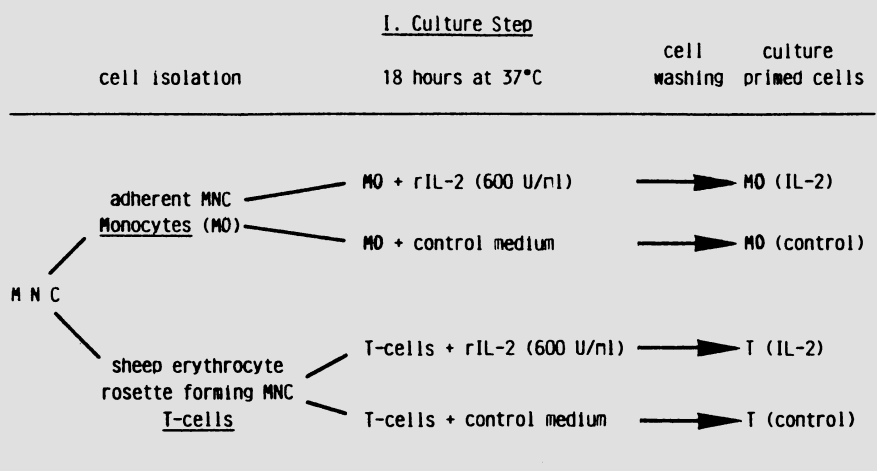 I. Culture Step
cell isolation
18 hours at 37°C
cell
washing
culture
primed cells
adherent MNC
Monocytes (MO)
MO + rIL-2 (600 U/ml)
MO (IL-2)
MO + control medium
MO (control)
M N C
sheep erythrocyte
rosette forming MNC
T-cells
T-cells + rIL-2 (600 U/ml)
T (IL-2)
T-cells + control medium
T (control)